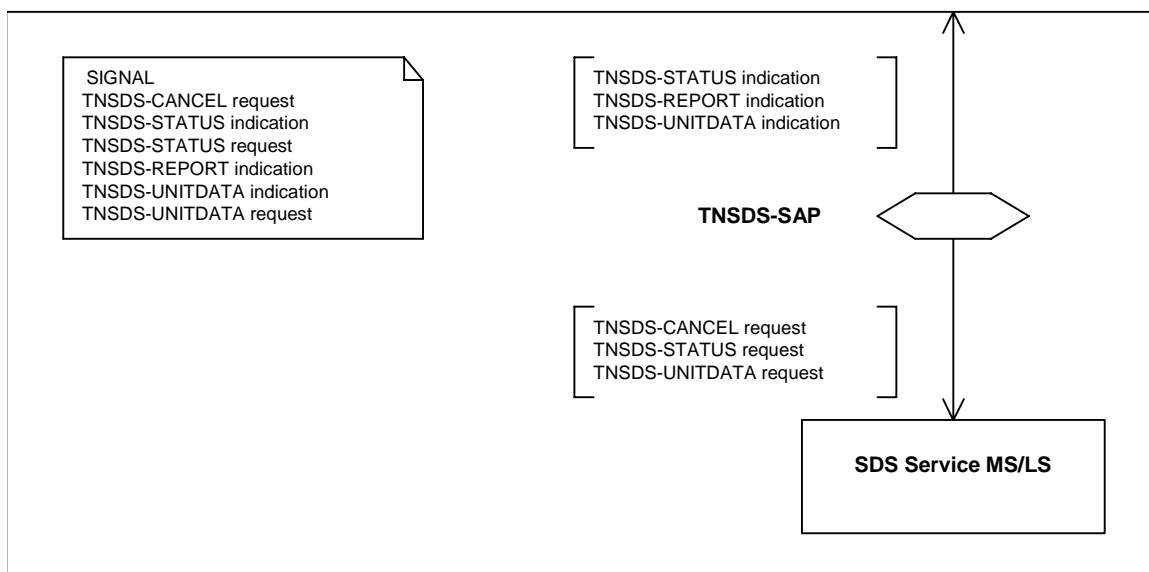 SIGNAL
TNSDS-CANCEL request
TNSDS-STATUS indication
TNSDS-STATUS request
TNSDS-REPORT indication
TNSDS-UNITDATA indication
TNSDS-UNITDATA request
TNSDS-STATUS indication
TNSDS-REPORT indication
TNSDS-UNITDATA indication
TNSDS-SAP
TNSDS-CANCEL request
TNSDS-STATUS request
TNSDS-UNITDATA request
SDS Service MS/LS